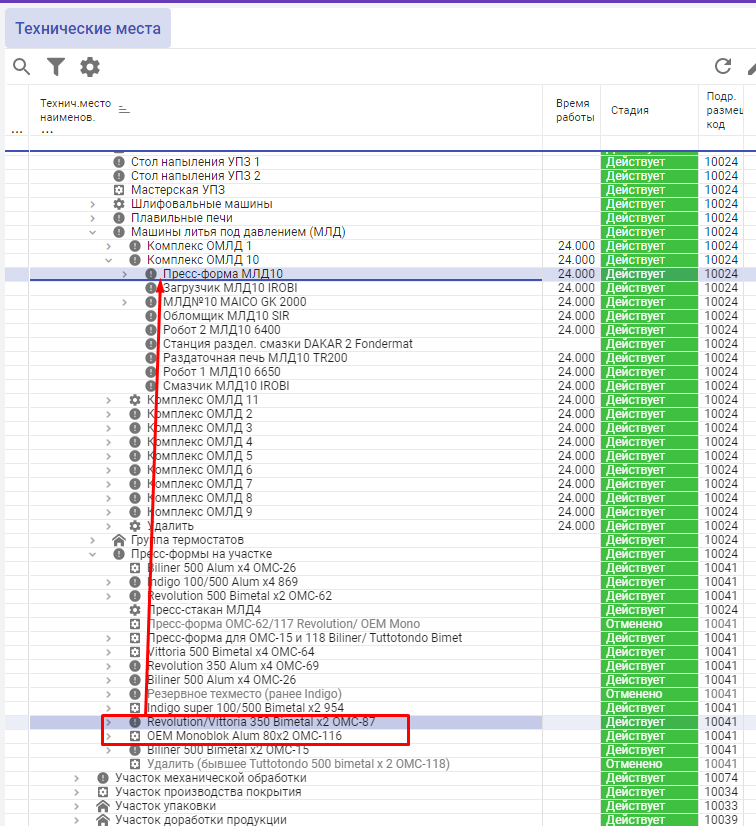 Технические места
Технич.место наименов. Время работы Стадия Подр. размещ код
... ...
Стол напыления УПЗ 1 Действует 10024
Стол напыления УПЗ 2 Действует 10024
Мастерская УПЗ Действует 10024
Шлифовальные машины Действует 10024
Плавильные печи Действует 10024
Машины литья под давлением (МЛД) Действует 10024
Комплекс ОМЛД 1 24.000 Действует 10024
Комплекс ОМЛД 10 24.000 Действует 10024
Пресс-форма МЛД10 24.000 Действует 10024
Загрузчик МЛД10 IROBI 24.000 Действует 10024
МЛД№10 MAICO GK 2000 24.000 Действует 10024
Обломщик МЛД10 SIR 24.000 Действует 10024
Робот 2 МЛД10 6400 24.000 Действует 10024
Станция раздел. смазки DAKAR 2 Fondermat Действует 10024
Раздаточная печь МЛД10 TR200 24.000 Действует 10024
Робот 1 МЛД10 6650 24.000 Действует 10024
Смазчик МЛД10 IROBI 24.000 Действует 10024
Комплекс ОМЛД 11 24.000 Действует 10024
Комплекс ОМЛД 2 24.000 Действует 10024
Комплекс ОМЛД 3 24.000 Действует 10024
Комплекс ОМЛД 4 24.000 Действует 10024
Комплекс ОМЛД 5 24.000 Действует 10024
Комплекс ОМЛД 6 24.000 Действует 10024
Комплекс ОМЛД 7 24.000 Действует 10024
Комплекс ОМЛД 8 24.000 Действует 10024
Комплекс ОМЛД 9 24.000 Действует 10024
Удалить 24.000 Действует 10024
Группа термостатов Действует 10024
Пресс-формы на участке Действует 10024
Biliner 500 Alum x4 OMC-26 Действует 10041
Indigo 100/500 Alum x4 869 Действует 10041
Revolution 500 Bimetal x2 OMC-62 Действует 10041
Пресс-стакан МЛД4 Действует 10024
Пресс-форма OMC-62/117 Revolution/ OEM Mono Отменено 10041
Пресс-форма для ОМС-15 и 118 Biliner/ Tuttotondo Bimet Действует 10041
Vittoria 500 Bimetal x4 OMC-64 Действует 10041
Revolution 350 Alum x4 OMC-69 Действует 10041
Biliner 500 Alum x4 OMC-26 Действует 10041
Резервное техместо (ранее Indigo) Отменено 10041
Indigo super 100/500 Bimetal x2 954 Действует 10041
Revolution/Vittoria 350 Bimetal x2 OMC-87 Действует 10041
OEM Monoblok Alum 80x2 OMC-116 Действует 10041
Biliner 500 Bimetal x2 OMC-15 Действует 10041
Удалить (бывшее Tuttotondo 500 bimetal x 2 OMC-118) Отменено 10041
Участок механической обработки Действует 10074
Участок производства покрытия Действует 10034
Участок упаковки Действует 10033
Участок доработки продукции Действует 10039